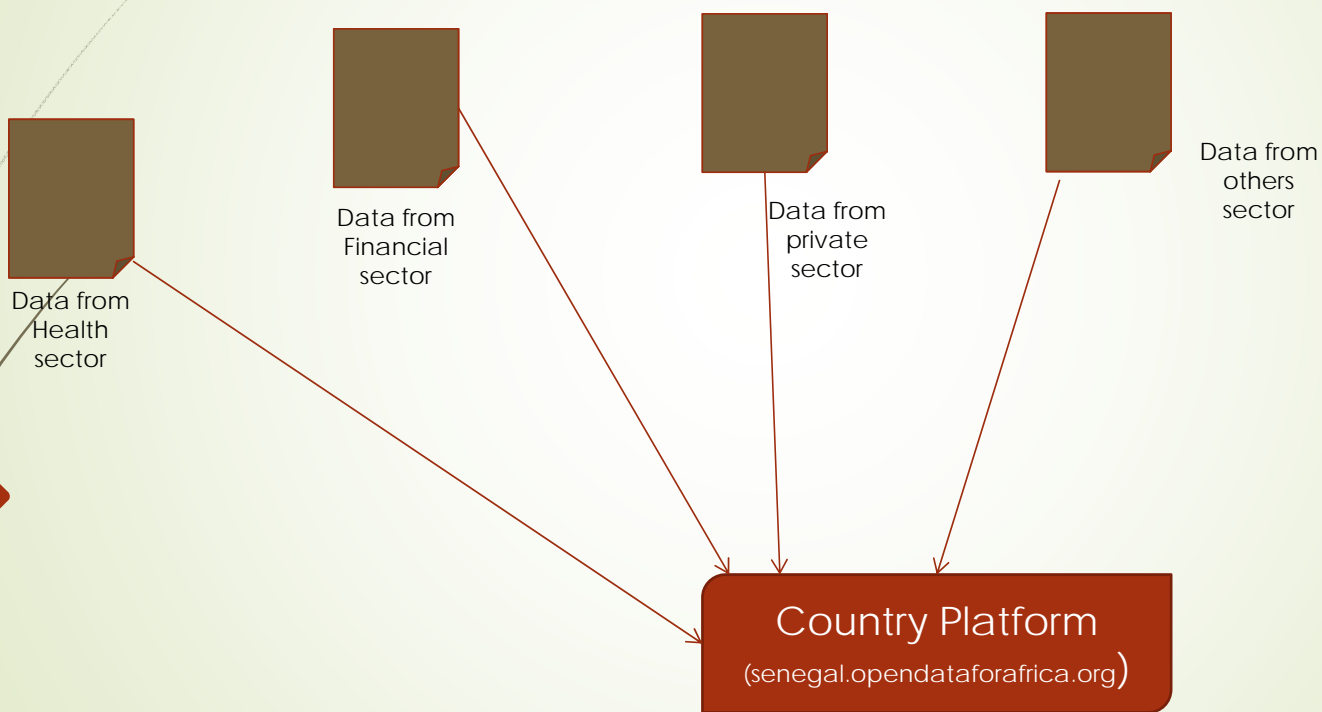 Data from
Health
sector
Data from
Financial
sector
Data from
private
sector
Data from
others
sector
Country Platform
(senegal.opendataforafrica.org)